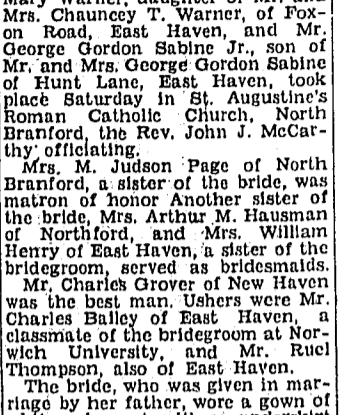 Mary Warner, daughter of Mr. and
Mrs. Chauncey T. Warner, of Fox-
on Road, East Haven, and Mr.
George Gordon Sabine Jr., son of
Mr. and Mrs. George Gordon Sabine
of Hunt Lane, East Haven, took
place Saturday in St. Augustine's
Roman Catholic Church, North
Branford, the Rev. John J. McCar-
thy officiating.
Mrs. M. Judson Page of North
Branford, a sister of the bride, was
matron of honor Another sister of
the bride, Mrs. Arthur M. Hausman
of Northford, and Mrs. William
Henry of East Haven, a sister of the
bridegroom, served as bridesmaids.
Mr. Charles Grover of New Haven
was the best man. Ushers were Mr.
Charles Bailey of East Haven, a
classmate of the bridegroom at Nor-
wich University, and Mr. Ruel
Thompson, also of East Haven.
The bride, who was given in mar-
riage by her father, wore a gown of